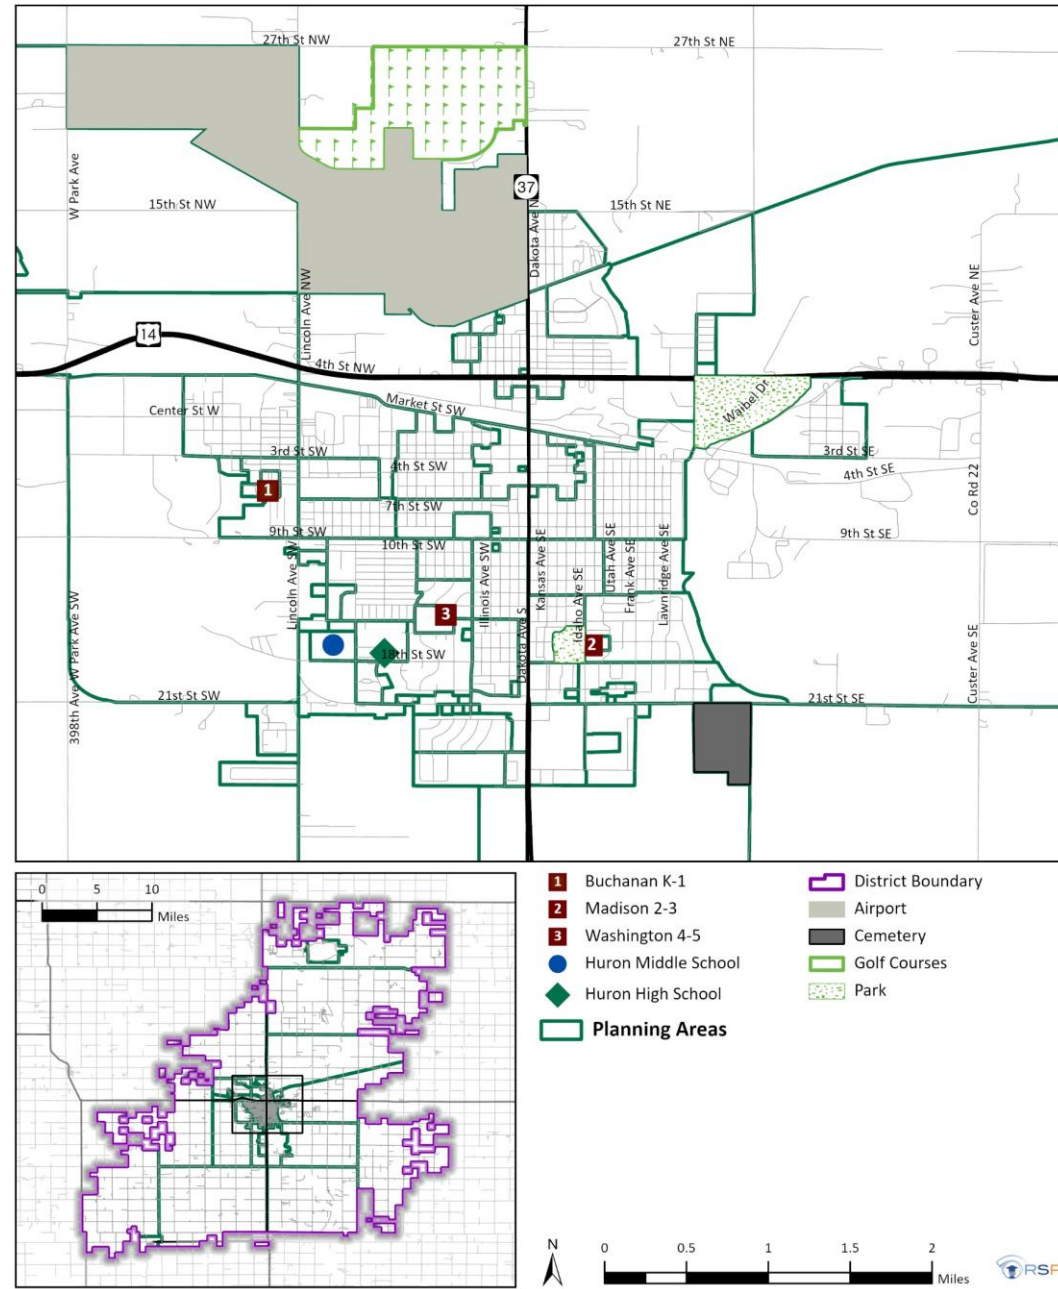 27th St NW
27th St NE
W Park Ave
37
15th St NW
15th St NE
Dakota Ave N
Lincoln Ave NW
Custer Ave NE
14
4th St NW
Market St SW
Waibel Dr
Center St W
3rd St SW
3rd St SE
4th St SW
4th St SE
1
7th St SW
Co Rd 22
9th St SW
9th St SE
10th St SW
Lincoln Ave SW
Illinois Ave SW
Kansas Ave SE
Idaho Ave SE
Utah Ave SE
Frank Ave SE
Lawnridge Ave SE
3
2
18th St SW
Dakota Ave S
398th Ave W Park Ave SW
Custer Ave SE
21st St SW
21st St SE
0 5 10
Miles
1 Buchanan K-1
2 Madison 2-3
3 Washington 4-5
Huron Middle School
Huron High School
Planning Areas
District Boundary
Airport
Cemetery
Golf Courses
Park
N
0 0.5 1 1.5 2
Miles